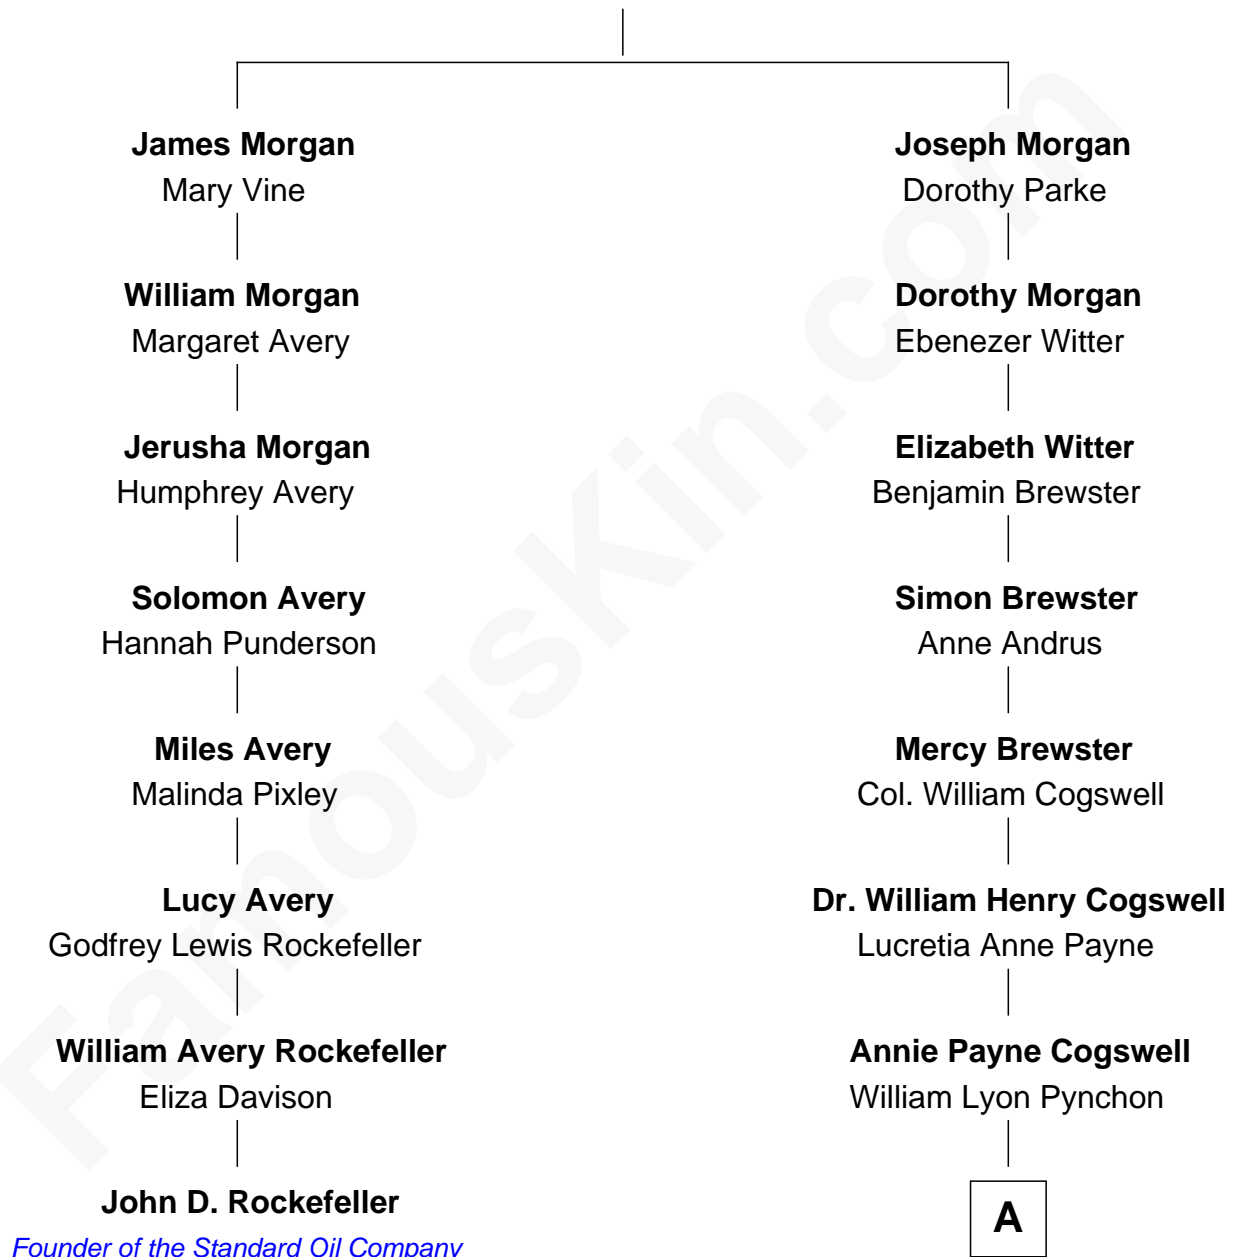 James Morgan
Mary Vine
William Morgan
Margaret Avery
Jerusha Morgan
Humphrey Avery
Solomon Avery
Hannah Punderson
Miles Avery
Malinda Pixley
Lucy Avery
Godfrey Lewis Rockefeller
William Avery Rockefeller
Eliza Davison
John D. Rockefeller
Founder of the Standard Oil Company
Joseph Morgan
Dorothy Parke
Dorothy Morgan
Ebenezer Witter
Elizabeth Witter
Benjamin Brewster
Simon Brewster
Anne Andrus
Mercy Brewster
Col. William Cogswell
Dr. William Henry Cogswell
Lucretia Anne Payne
Annie Payne Cogswell
William Lyon Pynchon
A
FamousKin.com